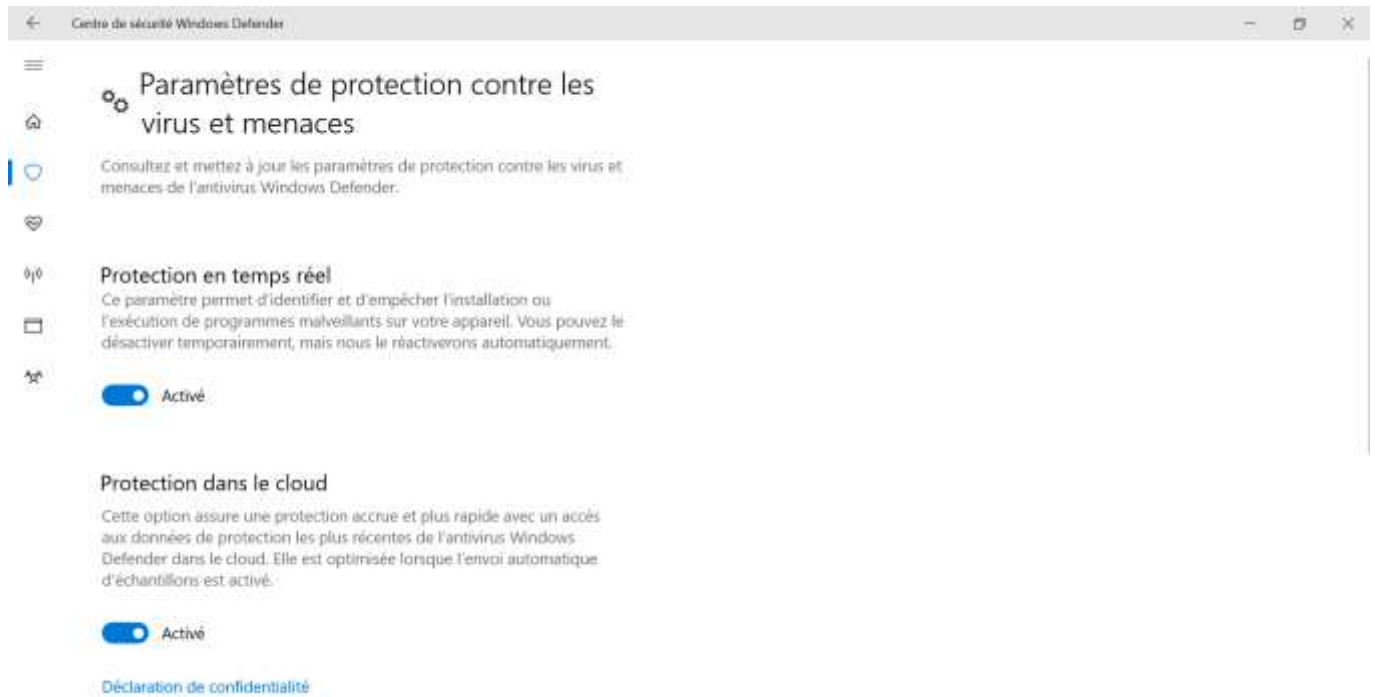 Centre de sécurité Windows Defender
Paramètres de protection contre les
virus et menaces
Consultez et mettez à jour les paramètres de protection contre les virus et
menaces de l'antivirus Windows Defender.
Protection en temps réel
Ce paramètre permet d'identifier et d'empêcher l'installation ou
l'exécution de programmes malveillants sur votre appareil. Vous pouvez le
désactiver temporairement, mais nous le réactiverons automatiquement.
Activé
Protection dans le cloud
Cette option assure une protection accrue et plus rapide avec un accès
aux données de protection les plus récentes de l'antivirus Windows
Defender dans le cloud. Elle est optimisée lorsque l'envoi automatique
d'échantillons est activé.
Activé
Déclaration de confidentialité